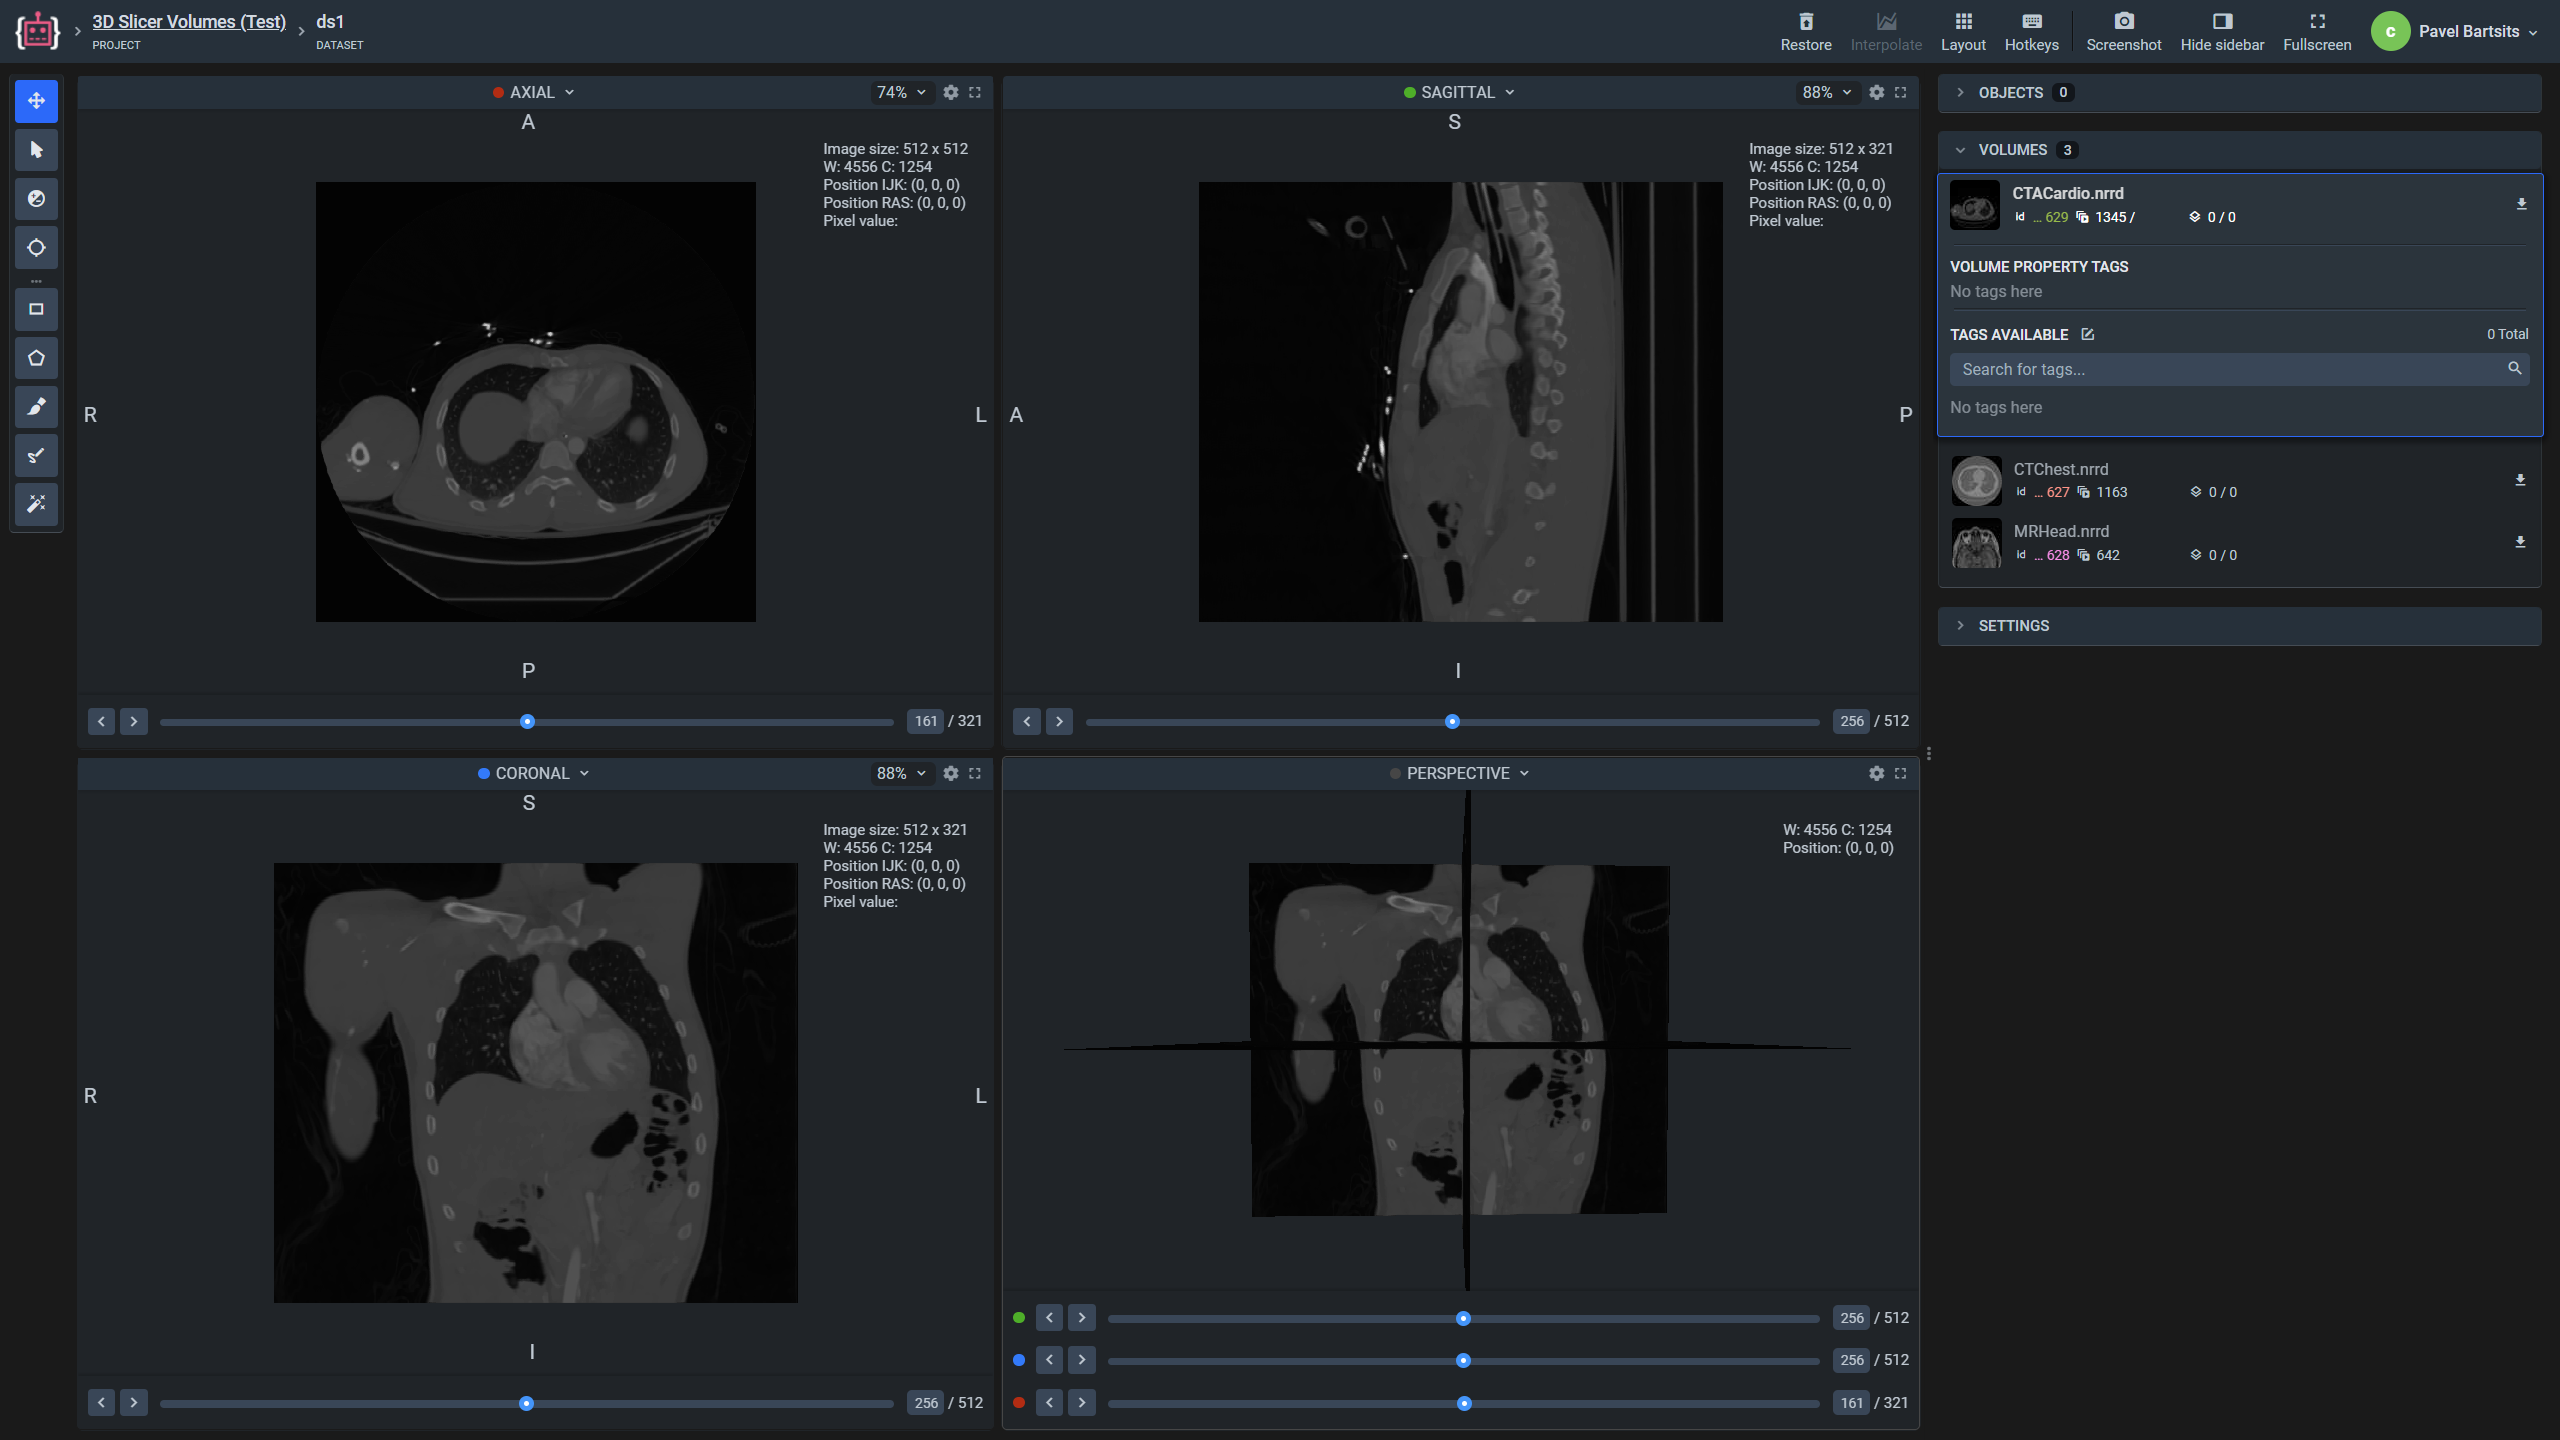 3D Slicer Volumes (Test)
PROJECT
ds1
DATASET
Restore
Interpolate
Layout
Hotkeys
Screenshot
Hide sidebar
Fullscreen
c
Pavel Bartsits
AXIAL
74%
A
Image size: 512 x 512
W: 4556 C: 1254
Position IJK: (0, 0, 0)
Position RAS: (0, 0, 0)
Pixel value:
R
L
P
161 / 321
SAGITTAL
88%
S
Image size: 512 x 321
W: 4556 C: 1254
Position IJK: (0, 0, 0)
Position RAS: (0, 0, 0)
Pixel value:
A
P
I
256 / 512
CORONAL
88%
S
Image size: 512 x 321
W: 4556 C: 1254
Position IJK: (0, 0, 0)
Position RAS: (0, 0, 0)
Pixel value:
R
L
I
256 / 512
PERSPECTIVE
W: 4556 C: 1254
Position: (0, 0, 0)
256 / 512
256 / 512
161 / 321
OBJECTS 0
VOLUMES 3
CTACardio.nrrd
Id ... 629 1345 / 0 / 0
VOLUME PROPERTY TAGS
No tags here
TAGS AVAILABLE
0 Total
Search for tags...
No tags here
CTChest.nrrd
Id ... 627 1163 0 / 0
MRHead.nrrd
Id ... 628 642 0 / 0
SETTINGS